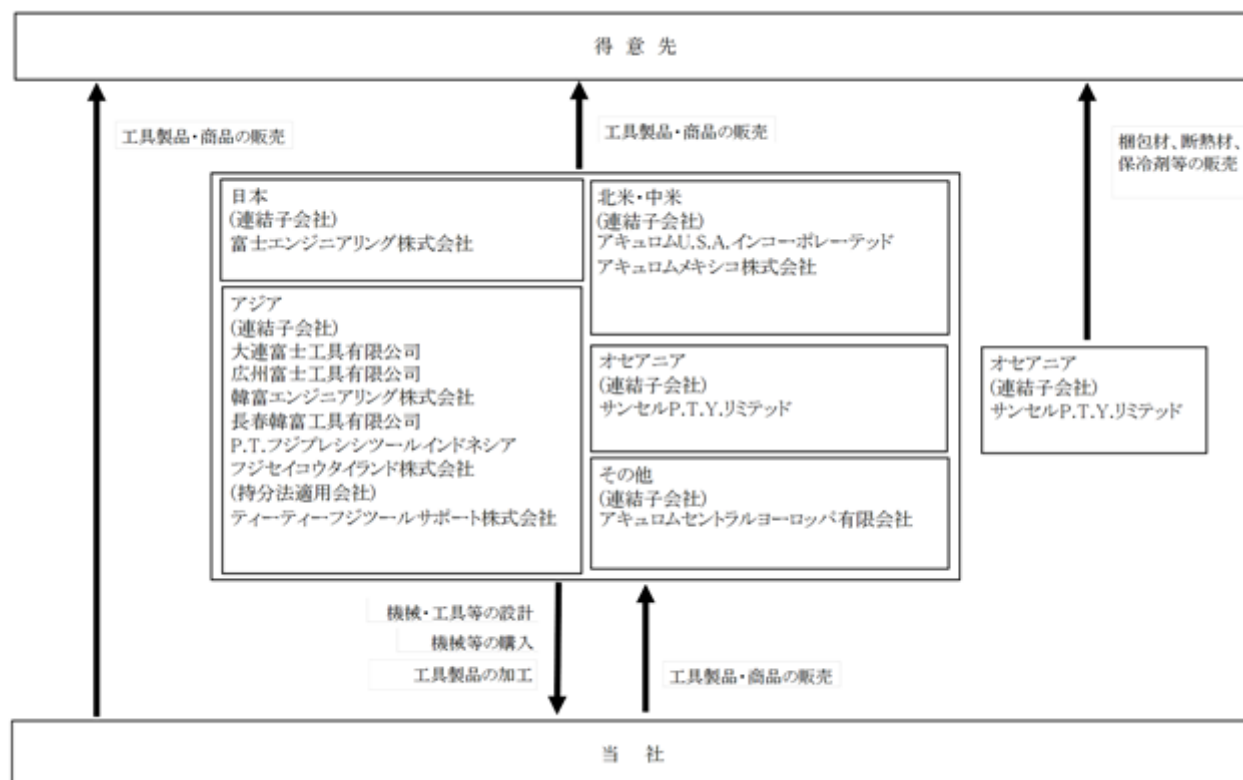 得 意 先
工具製品・商品の販売
工具製品・商品の販売
梱包材、断熱材、
保冷剤等の販売
日本
(連結子会社)
富士エンジニアリング株式会社
北米・中米
(連結子会社)
アキュロムU.S.A.インコーポレーテッド
アキュロムメキシコ株式会社
アジア
(連結子会社)
大連富士工具有限公司
広州富士工具有限公司
韓富エンジニアリング株式会社
長春韓富工具有限公司
P.T.フジプレシシツールインドネシア
フジセイコウタイランド株式会社
(持分法適用会社)
ティーティーフジツールサポート株式会社
オセアニア
(連結子会社)
サンセルP.T.Y.リミテッド
その他
(連結子会社)
アキュロムセントラルヨーロッパ有限会社
オセアニア
(連結子会社)
サンセルP.T.Y.リミテッド
機械・工具等の設計
機械等の購入
工具製品の加工
工具製品・商品の販売
当 社